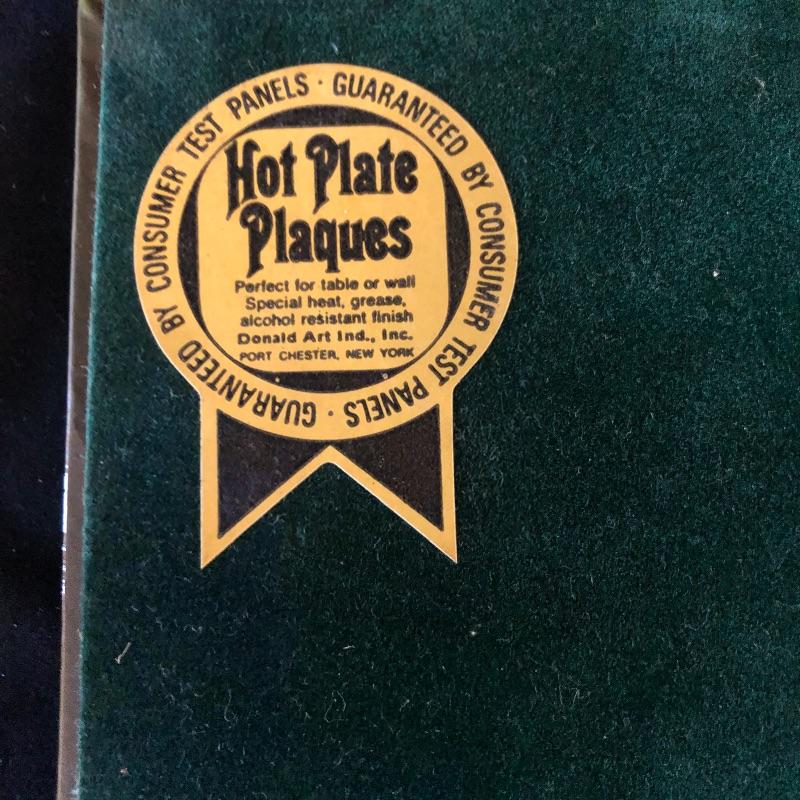 GUARANTEED BY CONSUMER TEST PANELS · GUARANTEED BY CONSUMER TEST PANELS ·
Hot Plate
Plaques
Perfect for table or wall
Special heat, grease,
alcohol resistant finish
Donald Art Ind., Inc.
PORT CHESTER, NEW YORK